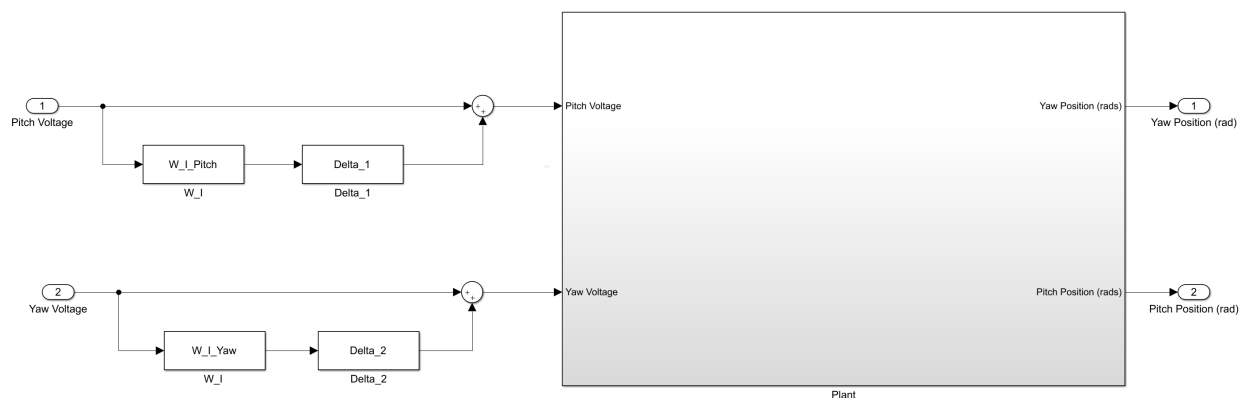 1
Pitch Voltage
W_I_Pitch
W_I
Delta_1
Delta_1
+
+
2
Yaw Voltage
W_I_Yaw
W_I
Delta_2
Delta_2
+
+
Pitch Voltage
Yaw Voltage
Yaw Position (rads)
Pitch Position (rads)
Plant
1
Yaw Position (rad)
2
Pitch Position (rad)